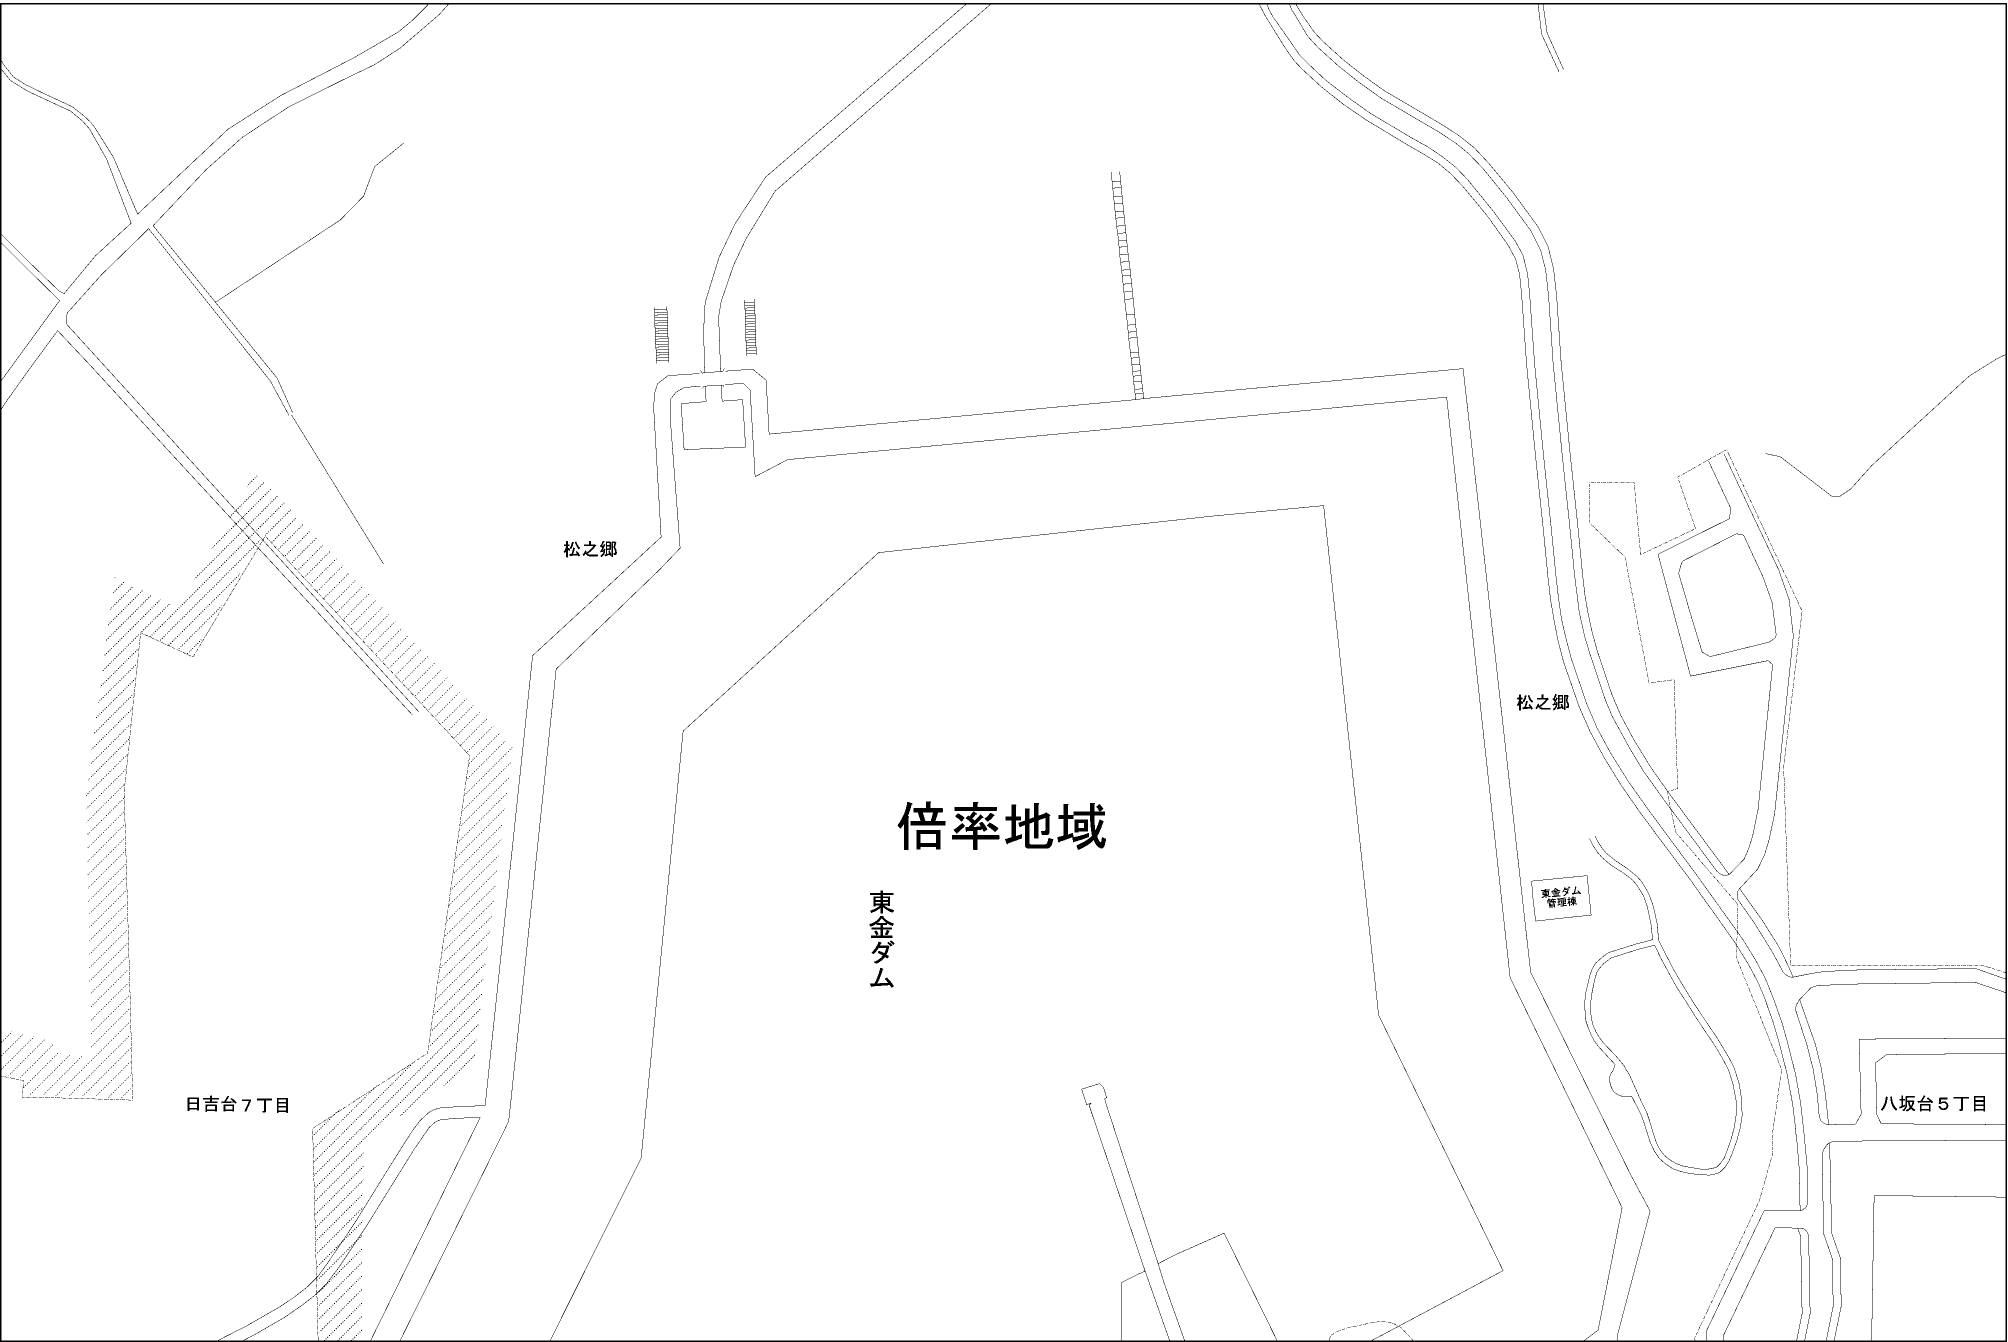 松之郷
松之郷
倍率地域
東金ダム
東金ダム
管理棟
日吉台７丁目
八坂台５丁目